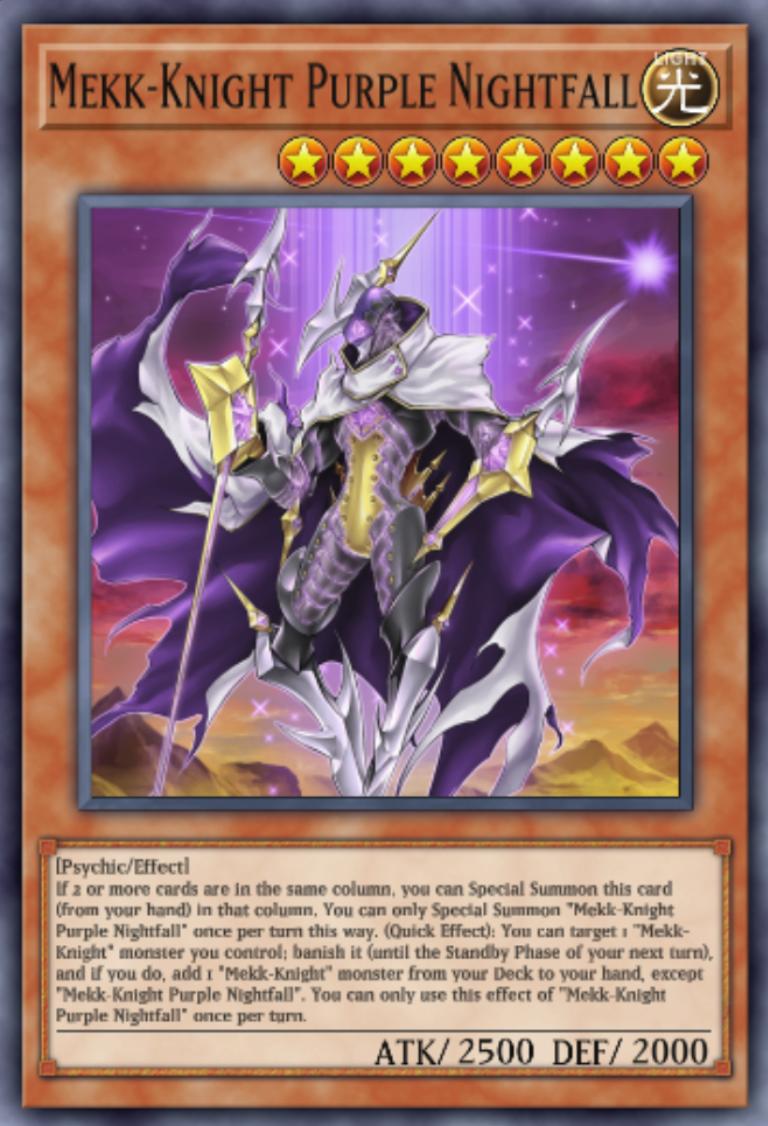 Mekk-Knight Purple Nightfall
LIGHT
光
[Psychic/Effect]
If 2 or more cards are in the same column, you can Special Summon this card
(from your hand) in that column. You can only Special Summon "Mekk-Knight
Purple Nightfall" once per turn this way. (Quick Effect): You can target 1 "Mekk-
Knight" monster you control; banish it (until the Standby Phase of your next turn),
and if you do, add 1 "Mekk-Knight" monster from your Deck to your hand, except
"Mekk-Knight Purple Nightfall". You can only use this effect of "Mekk-Knight
Purple Nightfall" once per turn.
ATK/ 2500 DEF/ 2000